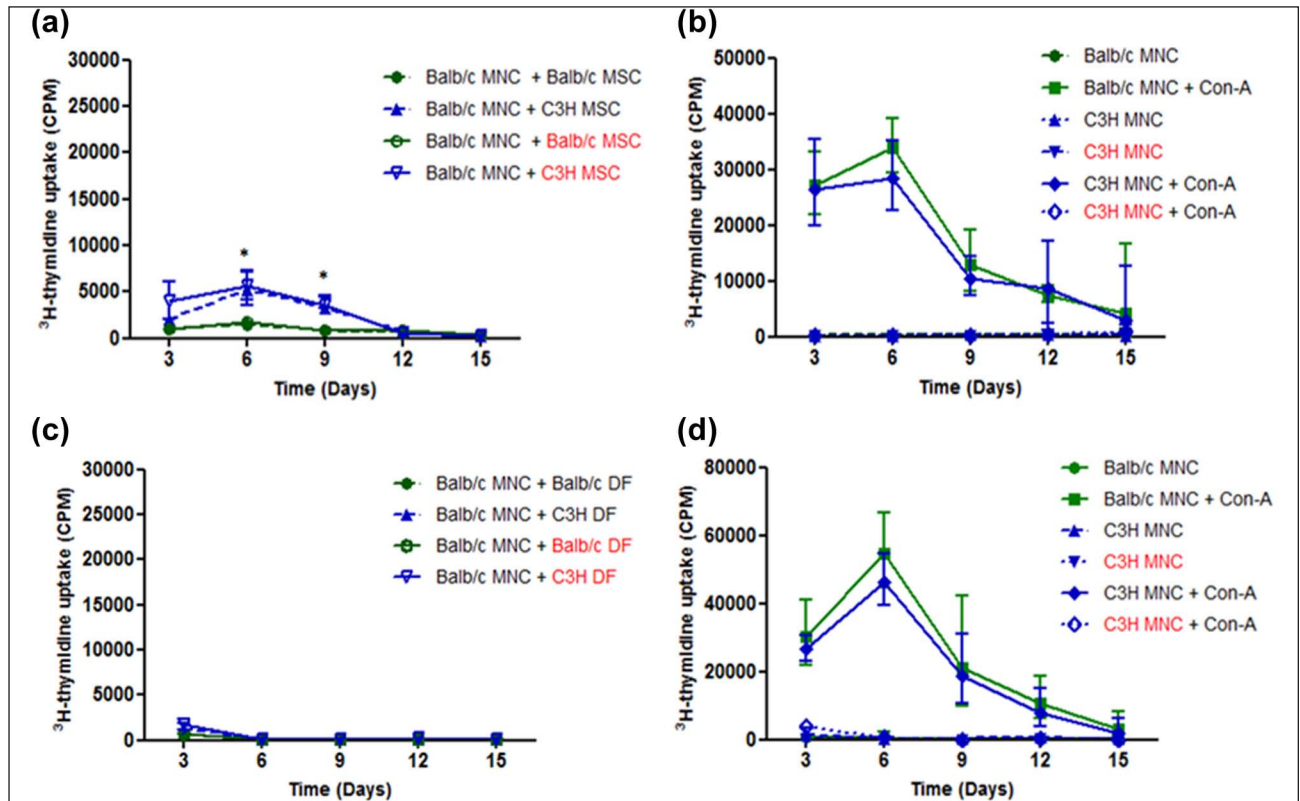 (a)
³H-thymidine uptake (CPM)
30000
25000
20000
15000
10000
5000
0
Balb/c MNC + Balb/c MSC
Balb/c MNC + C3H MSC
Balb/c MNC + Balb/c MSC
Balb/c MNC + C3H MSC
*
*
3 6 9 12 15
Time (Days)
(b)
³H-thymidine uptake (CPM)
50000
40000
30000
20000
10000
0
Balb/c MNC
Balb/c MNC + Con-A
C3H MNC
C3H MNC
C3H MNC + Con-A
C3H MNC + Con-A
3 6 9 12 15
Time (Days)
(c)
³H-thymidine uptake (CPM)
30000
25000
20000
15000
10000
5000
0
Balb/c MNC + Balb/c DF
Balb/c MNC + C3H DF
Balb/c MNC + Balb/c DF
Balb/c MNC + C3H DF
3 6 9 12 15
Time (Days)
(d)
³H-thymidine uptake (CPM)
80000
60000
40000
20000
0
Balb/c MNC
Balb/c MNC + Con-A
C3H MNC
C3H MNC
C3H MNC + Con-A
C3H MNC + Con-A
3 6 9 12 15
Time (Days)